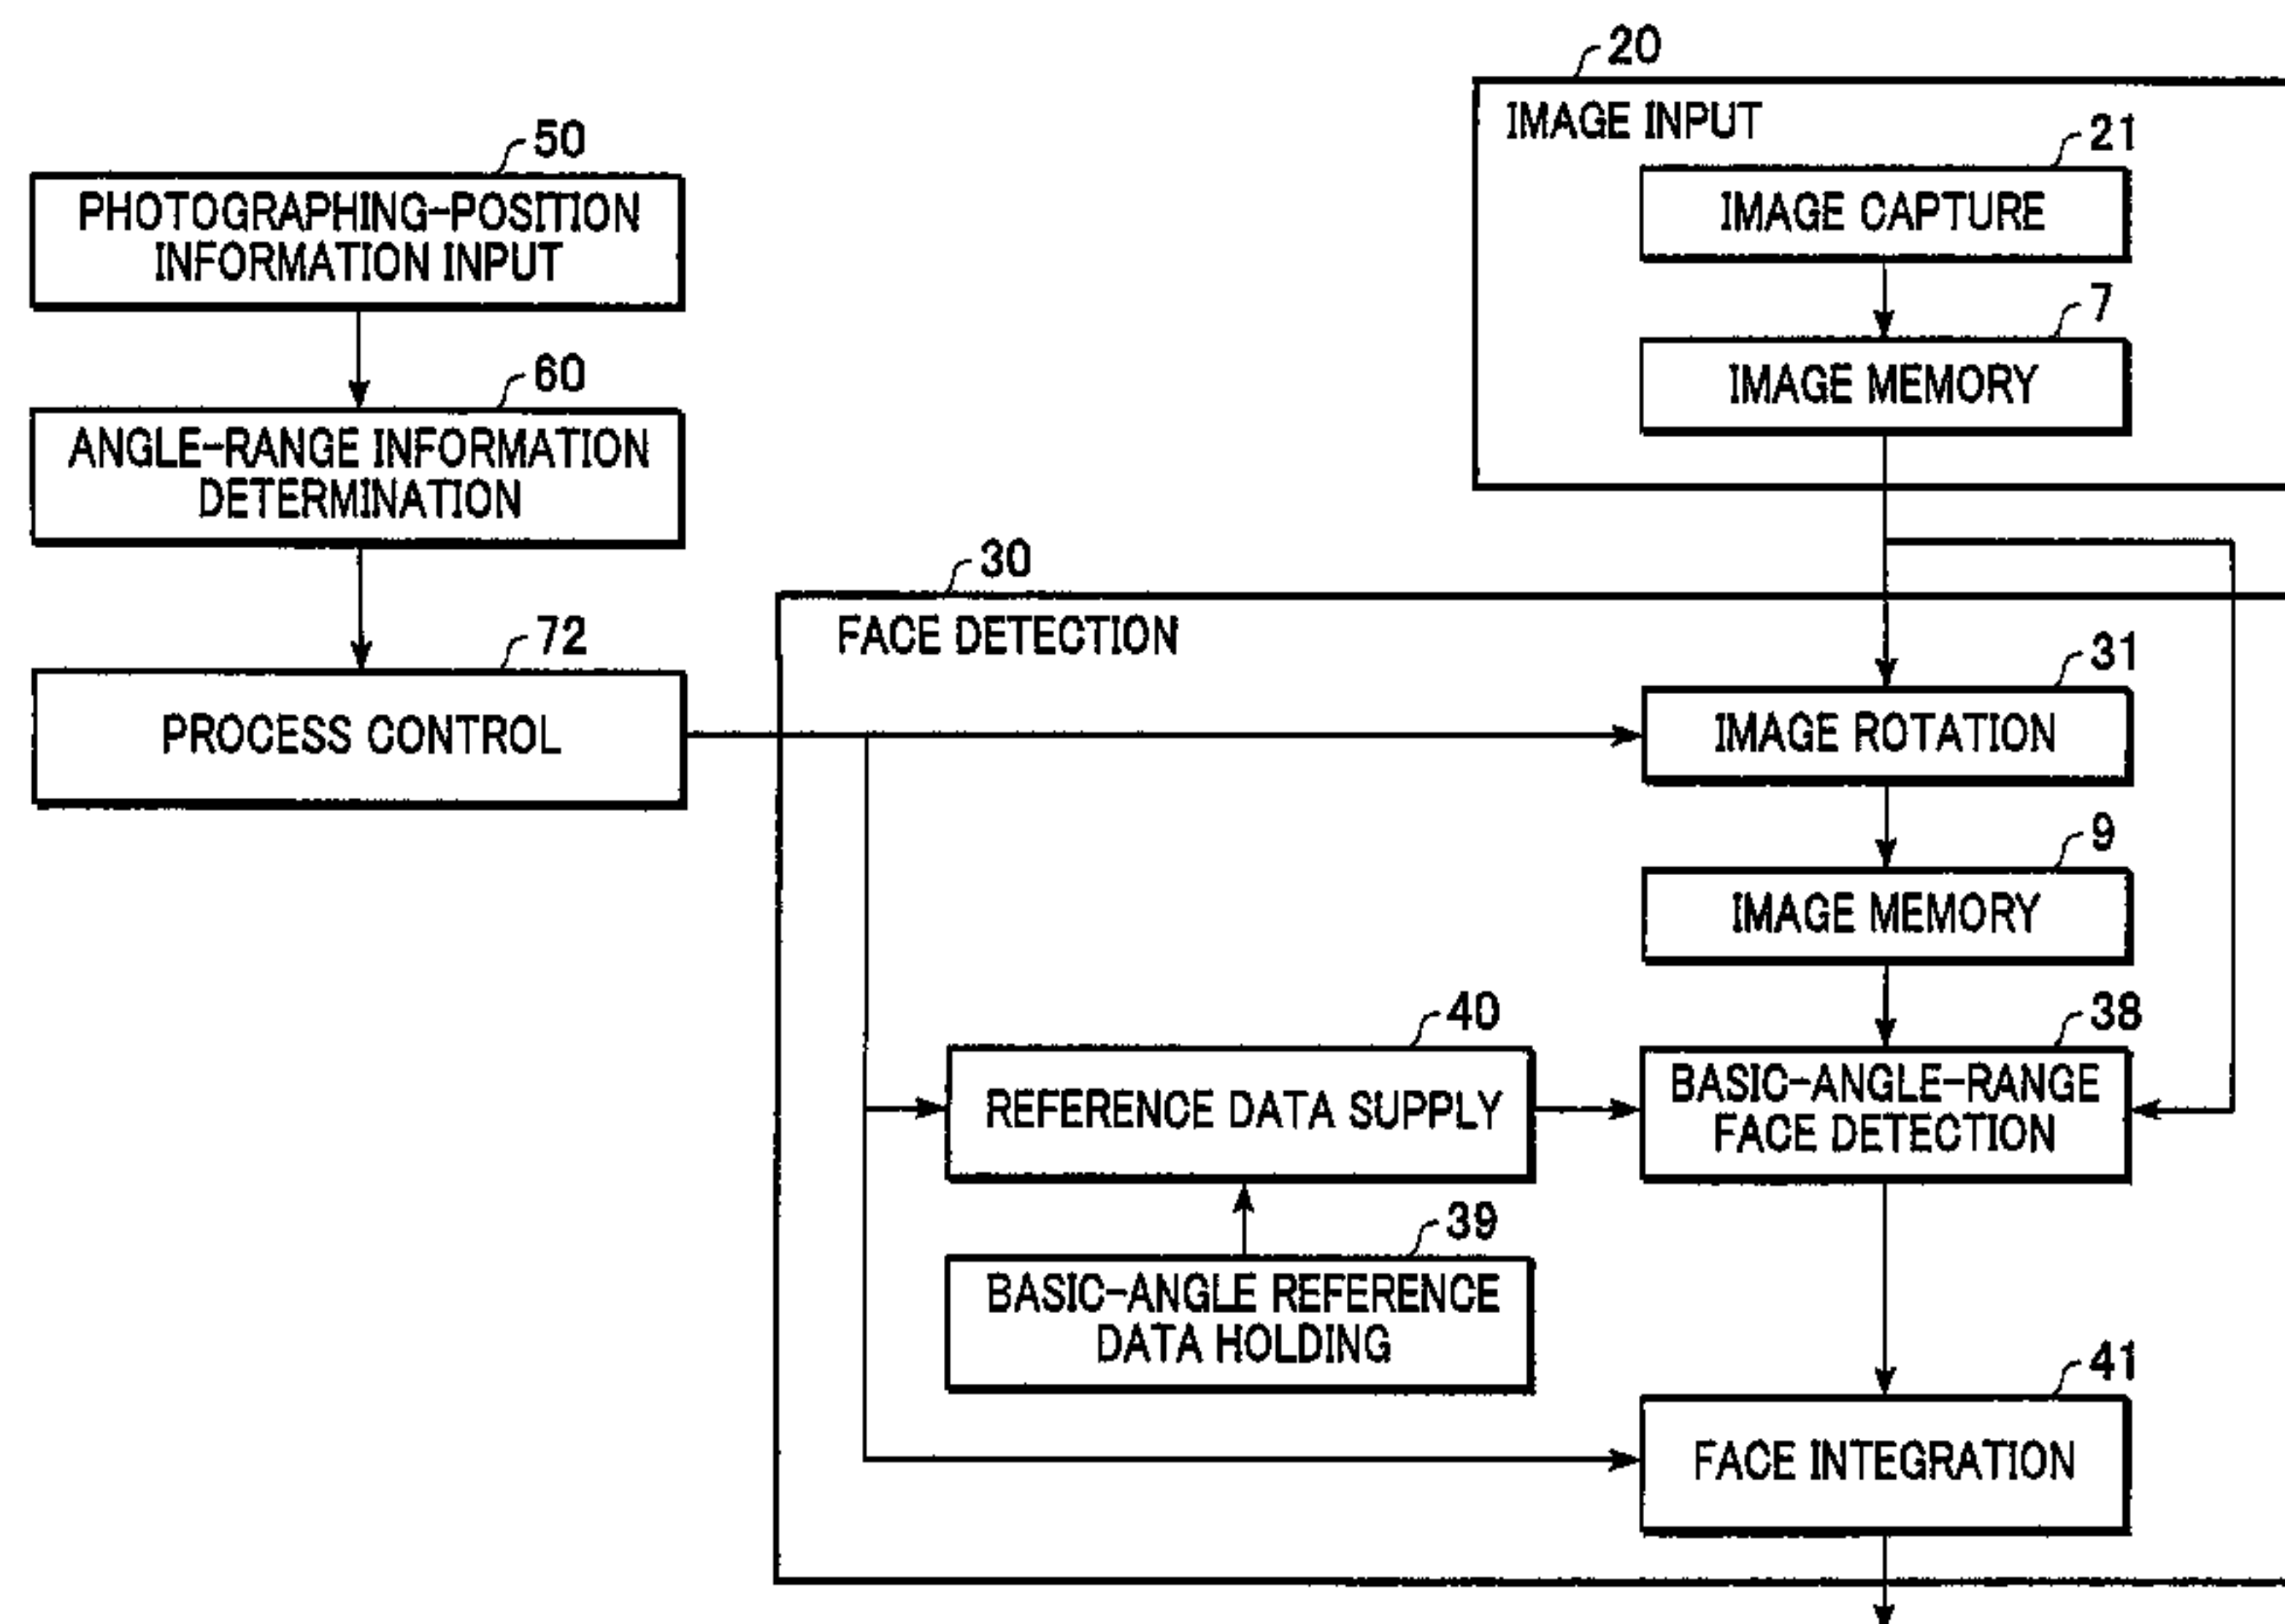 20
IMAGE INPUT
21
IMAGE CAPTURE
7
IMAGE MEMORY
50
PHOTOGRAPHING-POSITION
INFORMATION INPUT
60
ANGLE-RANGE INFORMATION
DETERMINATION
72
PROCESS CONTROL
30
FACE DETECTION
31
IMAGE ROTATION
9
IMAGE MEMORY
40
REFERENCE DATA SUPPLY
38
BASIC-ANGLE-RANGE
FACE DETECTION
39
BASIC-ANGLE REFERENCE
DATA HOLDING
41
FACE INTEGRATION